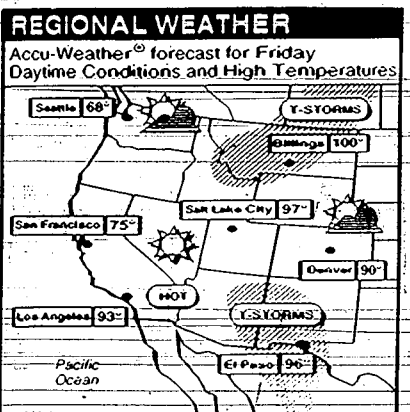 REGIONAL WEATHER
Accu-Weather® forecast for Friday
Daytime Conditions and High Temperatures
Seattle 68°
T-STORMS
Billings 100°
Salt Lake City 97°
San Francisco 75°
Denver 90°
HOT
Los Angeles 93°
T-STORMS
El Paso 96°
Pacific
Ocean